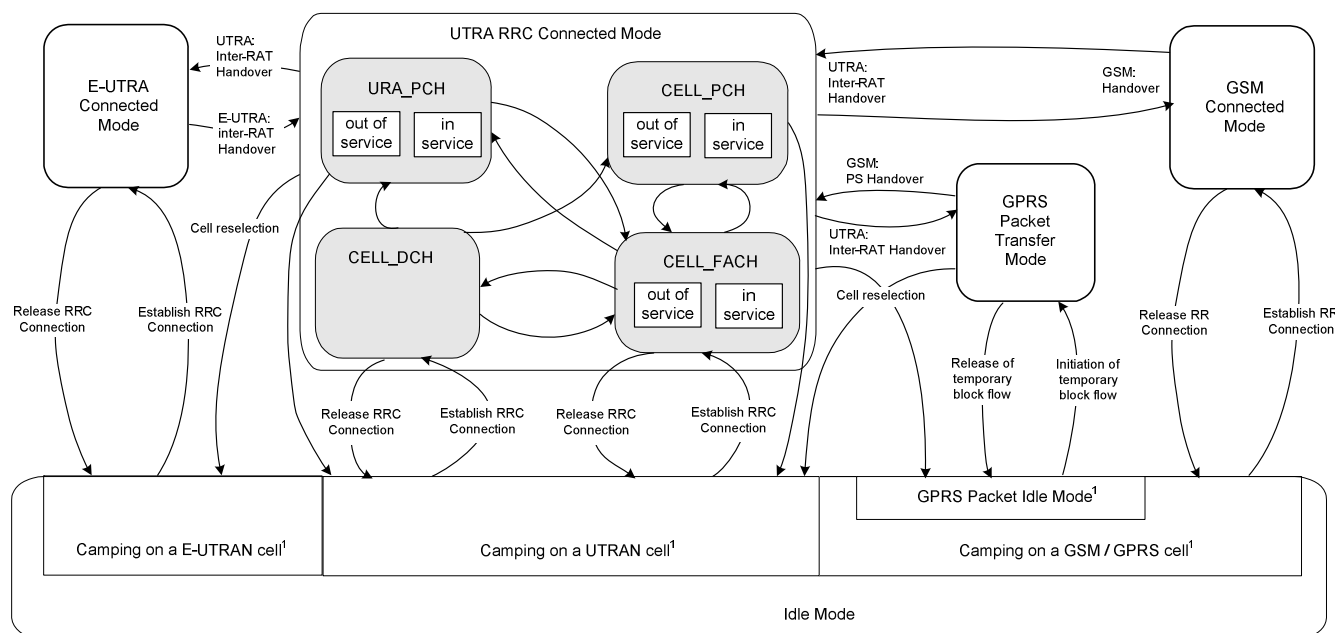 UTRA RRC Connected Mode
UTRA:
Inter-RAT
Handover
E-UTRA
Connected
Mode
E-UTRA:
inter-RAT
Handover
URA_PCH
out of
service
in
service
CELL_PCH
out of
service
in
service
UTRA:
Inter-RAT
Handover
GSM:
Handover
GSM
Connected
Mode
GSM:
PS Handover
GPRS
Packet
Transfer
Mode
UTRA:
Inter-RAT Handover
Cell reselection
CELL_DCH
CELL_FACH
out of
service
in
service
Cell reselection
Release RRC
Connection
Establish RRC
Connection
Release RR
Connection
Establish RR
Connection
Release of
temporary
block flow
Initiation of
temporary
block flow
Release RRC
Connection
Establish RRC
Connection
Release RRC
Connection
Establish RRC
Connection
GPRS Packet Idle Mode1
Camping on a E-UTRAN cell1
Camping on a UTRAN cell1
Camping on a GSM / GPRS cell1
Idle Mode